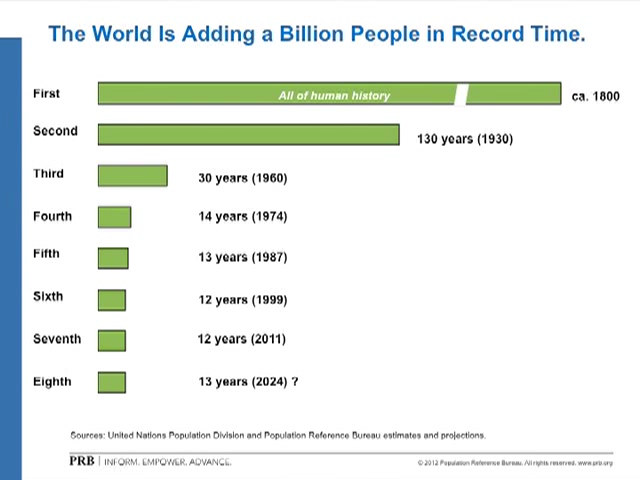 The World Is Adding a Billion People in Record Time.
First All of human history ca. 1800
Second 130 years (1930)
Third 30 years (1960)
Fourth 14 years (1974)
Fifth 13 years (1987)
Sixth 12 years (1999)
Seventh 12 years (2011)
Eighth 13 years (2024) ?
Sources: United Nations Population Division and Population Reference Bureau estimates and projections.
PRB | INFORM. EMPOWER. ADVANCE. © 2012 Population Reference Bureau. All rights reserved. www.prb.org